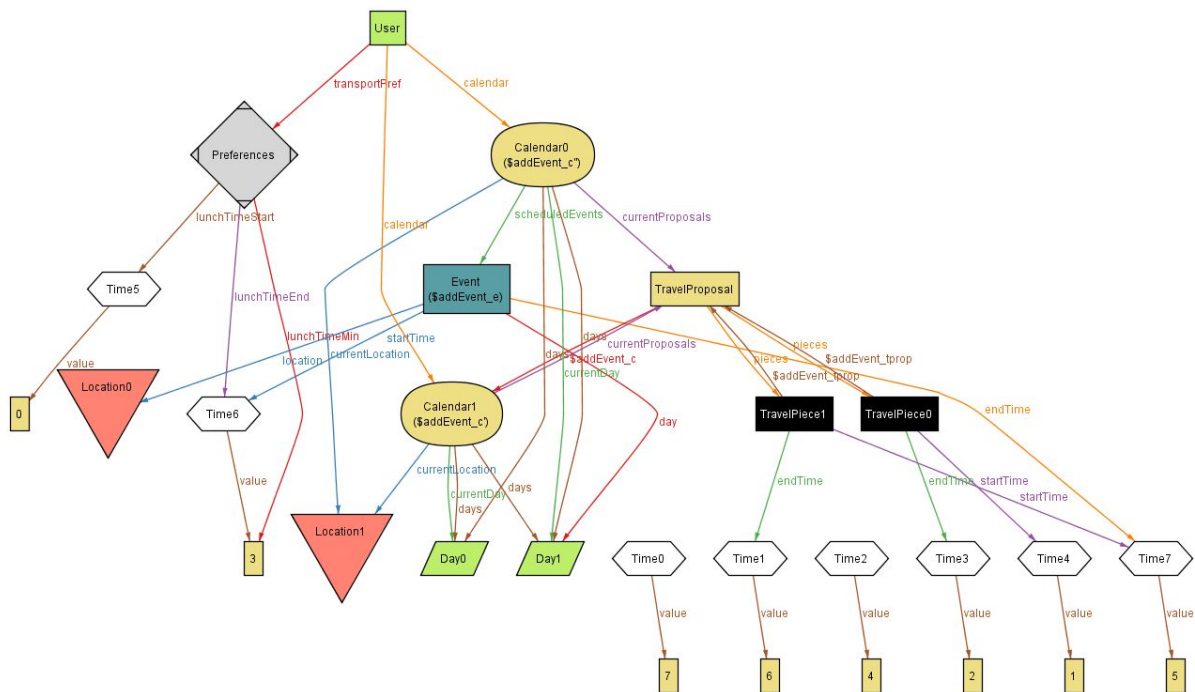 User
transportPref
calendar
Preferences
Calendar0
($addEvent_c")
lunchTimeStart
calendar
scheduledEvents
currentProposals
Time5
lunchTimeEnd
Event
($addEvent_e)
TravelProposal
value
lunchTimeMin
location
currentLocation
startTime
days
days
$addEvent_c
currentProposals
currentDay
pieces
pieces
$addEvent_tprop
$addEvent_tprop
0
Location0
Time6
Calendar1
($addEvent_c')
day
TravelPiece1
TravelPiece0
endTime
value
currentLocation
currentDay
days
days
endTime
endTime
startTime
startTime
3
Location1
Day0
Day1
Time0
Time1
Time2
Time3
Time4
Time7
value
value
value
value
value
value
7
6
4
2
1
5